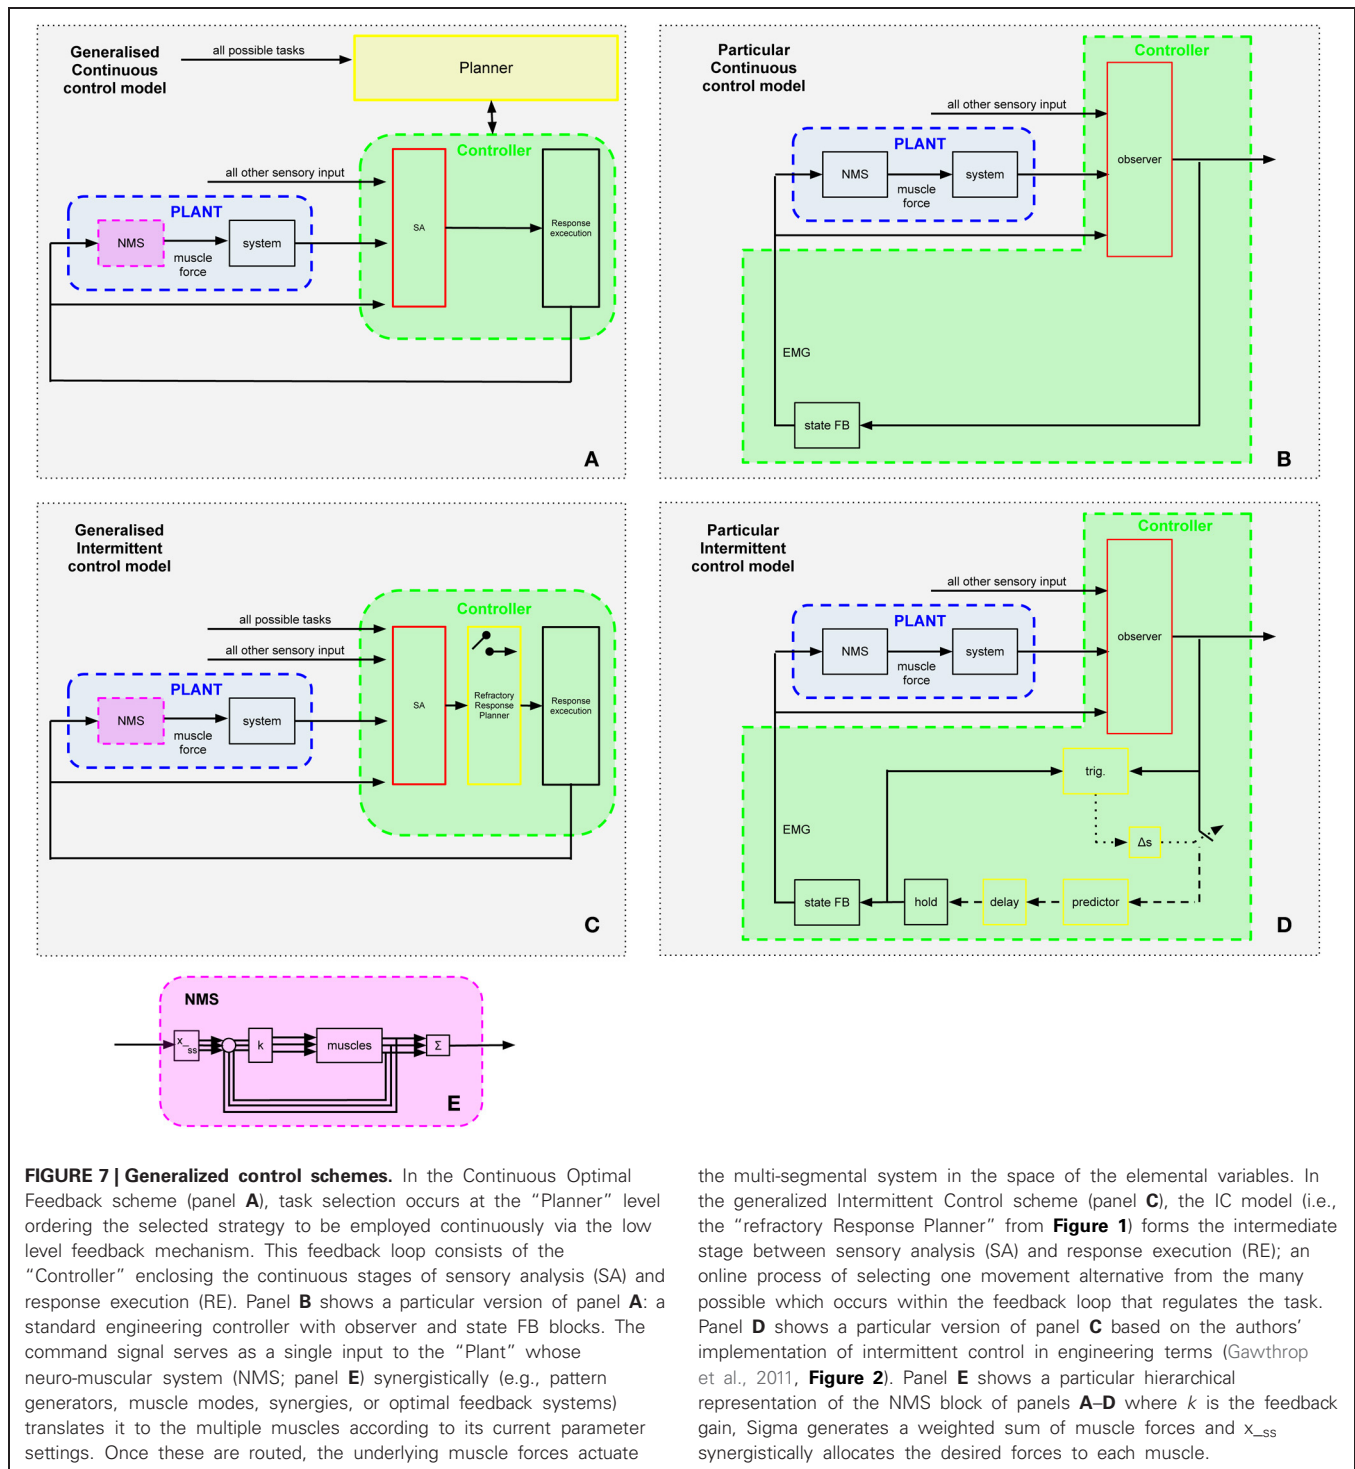 Generalised
Continuous
control model
all possible tasks
Planner
Controller
all other sensory input
PLANT
NMS
muscle
force
system
SA
Response
excecution
A
Particular
Continuous
control model
Controller
all other sensory input
PLANT
NMS
muscle
force
system
observer
EMG
state FB
B
Generalised
Intermittent
control model
Controller
all possible tasks
all other sensory input
PLANT
NMS
muscle
force
system
SA
Refractory
Response
Planner
Response
excecution
C
Particular
Intermittent
control model
Controller
all other sensory input
PLANT
NMS
muscle
force
system
observer
trig.
EMG
Δs
state FB
hold
delay
predictor
D
NMS
x_ss
k
muscles
Σ
E
FIGURE 7 | Generalized control schemes. In the Continuous Optimal
Feedback scheme (panel A), task selection occurs at the “Planner” level
ordering the selected strategy to be employed continuously via the low
level feedback mechanism. This feedback loop consists of the
“Controller” enclosing the continuous stages of sensory analysis (SA) and
response execution (RE). Panel B shows a particular version of panel A: a
standard engineering controller with observer and state FB blocks. The
command signal serves as a single input to the “Plant” whose
neuro-muscular system (NMS; panel E) synergistically (e.g., pattern
generators, muscle modes, synergies, or optimal feedback systems)
translates it to the multiple muscles according to its current parameter
settings. Once these are routed, the underlying muscle forces actuate
the multi-segmental system in the space of the elemental variables. In
the generalized Intermittent Control scheme (panel C), the IC model (i.e.,
the “refractory Response Planner” from Figure 1) forms the intermediate
stage between sensory analysis (SA) and response execution (RE); an
online process of selecting one movement alternative from the many
possible which occurs within the feedback loop that regulates the task.
Panel D shows a particular version of panel C based on the authors’
implementation of intermittent control in engineering terms (Gawthrop
et al., 2011, Figure 2). Panel E shows a particular hierarchical
representation of the NMS block of panels A–D where k is the feedback
gain, Sigma generates a weighted sum of muscle forces and x_ss
synergistically allocates the desired forces to each muscle.